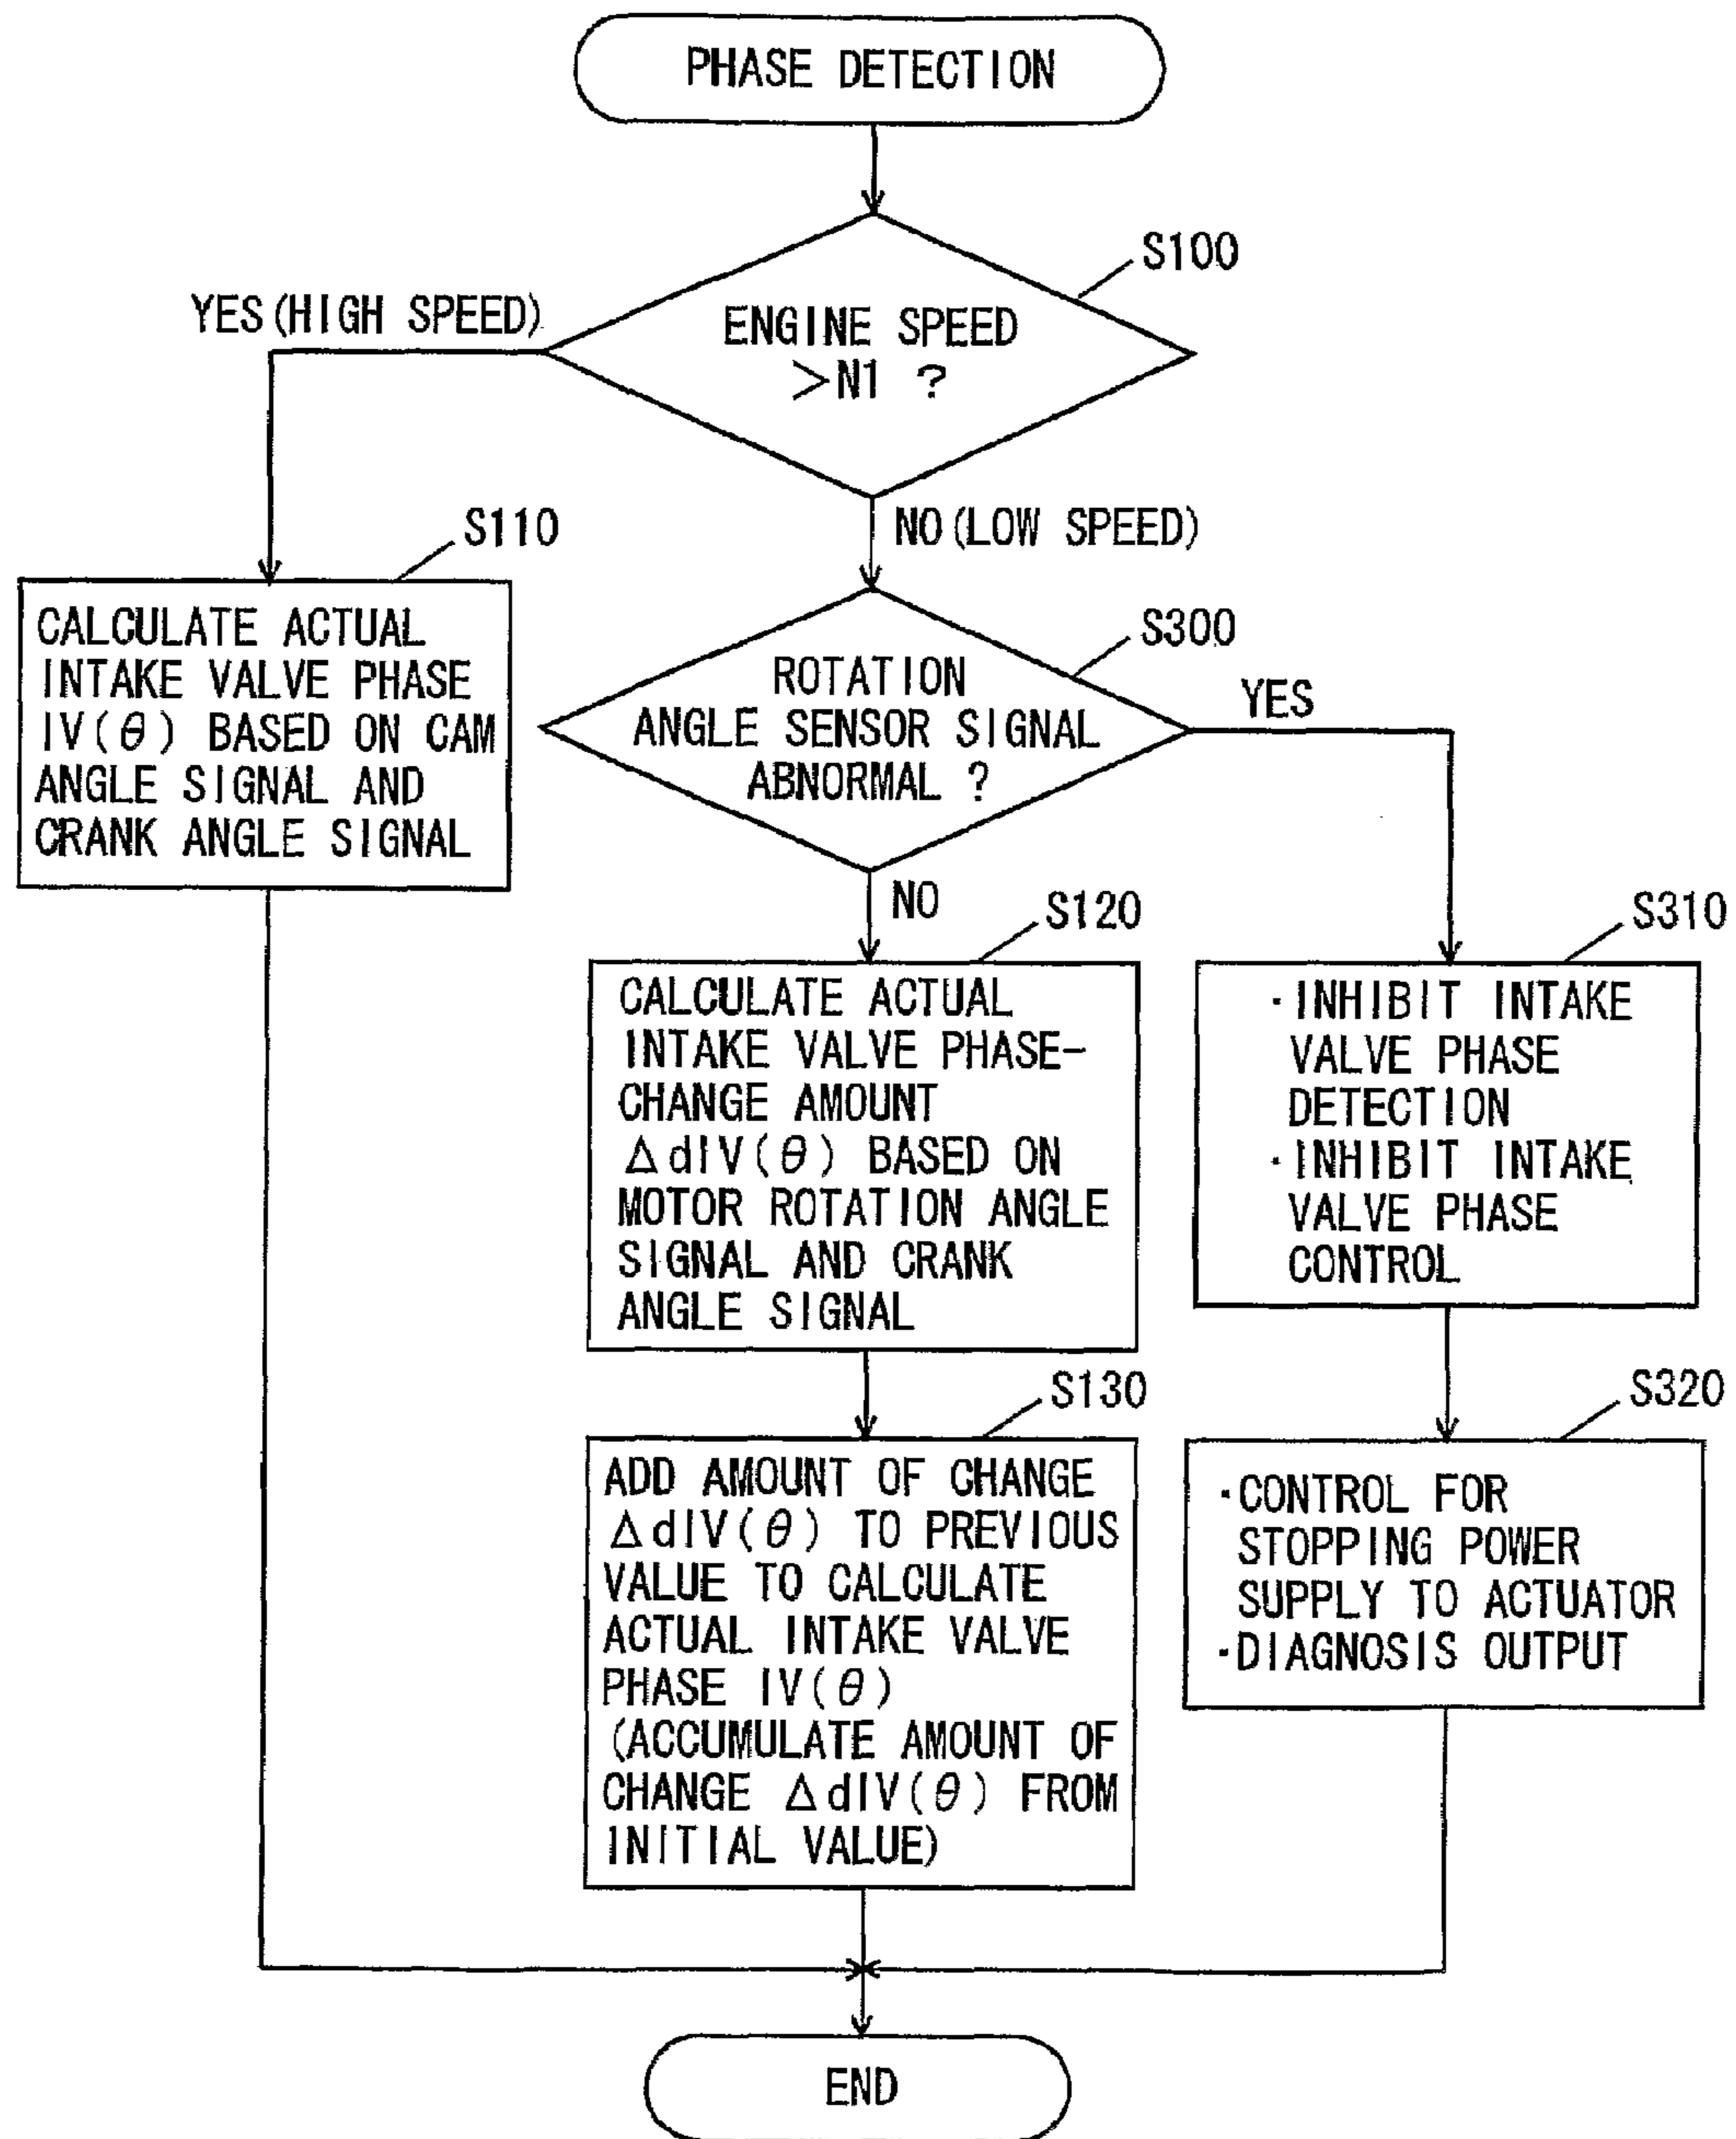 PHASE DETECTION
S100
ENGINE SPEED
>N1 ?
YES(HIGH SPEED)
NO(LOW SPEED)
S110
CALCULATE ACTUAL
INTAKE VALVE PHASE
IV(θ) BASED ON CAM
ANGLE SIGNAL AND
CRANK ANGLE SIGNAL
S300
ROTATION
ANGLE SENSOR SIGNAL
ABNORMAL ?
YES
NO
S120
CALCULATE ACTUAL
INTAKE VALVE PHASE-
CHANGE AMOUNT
ΔdIV(θ) BASED ON
MOTOR ROTATION ANGLE
SIGNAL AND CRANK
ANGLE SIGNAL
S310
·INHIBIT INTAKE
VALVE PHASE
DETECTION
·INHIBIT INTAKE
VALVE PHASE
CONTROL
S130
ADD AMOUNT OF CHANGE
ΔdIV(θ) TO PREVIOUS
VALUE TO CALCULATE
ACTUAL INTAKE VALVE
PHASE IV(θ)
(ACCUMULATE AMOUNT OF
CHANGE ΔdIV(θ) FROM
INITIAL VALUE)
S320
·CONTROL FOR
STOPPING POWER
SUPPLY TO ACTUATOR
·DIAGNOSIS OUTPUT
END